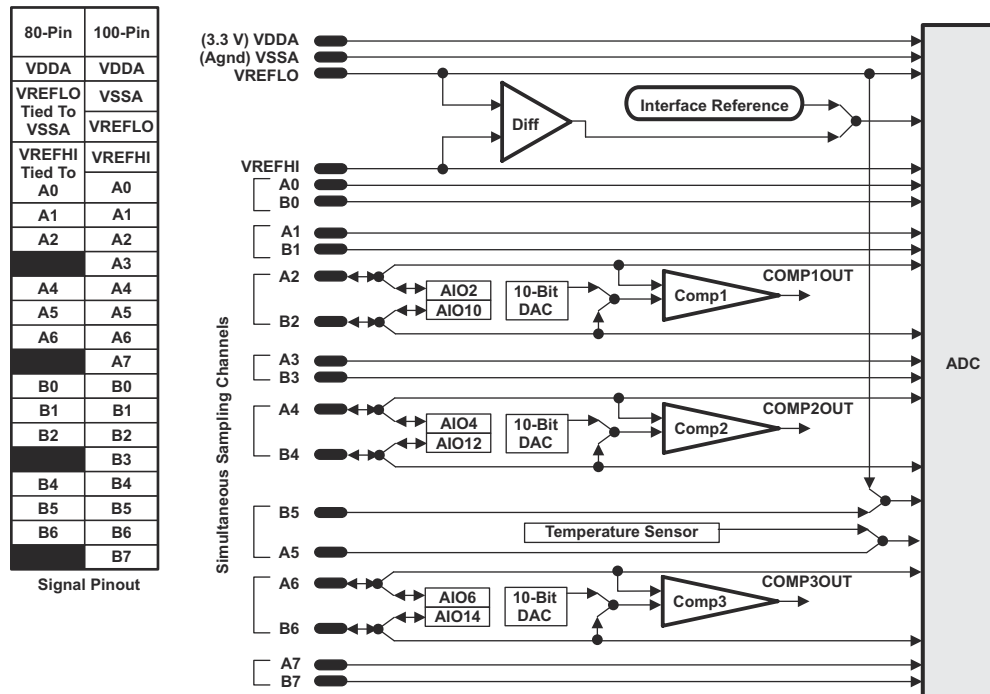 80-Pin 100-Pin
VDDA VDDA
VREFLO
Tied To
VSSA
VSSA
VREFLO
VREFHI
Tied To
A0
VREFHI
A0
A1 A1
A2 A2
A3
A4 A4
A5 A5
A6 A6
A7
B0 B0
B1 B1
B2 B2
B3
B4 B4
B5 B5
B6 B6
B7
Signal Pinout
(3.3 V) VDDA
(Agnd) VSSA
VREFLO
Diff
Interface Reference
VREFHI
A0
B0
A1
B1
A2
B2
AIO2
AIO10
10-Bit
DAC
Comp1
COMP1OUT
A3
B3
A4
B4
AIO4
AIO12
10-Bit
DAC
Comp2
COMP2OUT
B5
Temperature Sensor
A5
A6
B6
AIO6
AIO14
10-Bit
DAC
Comp3
COMP3OUT
A7
B7
Simultaneous Sampling Channels
ADC